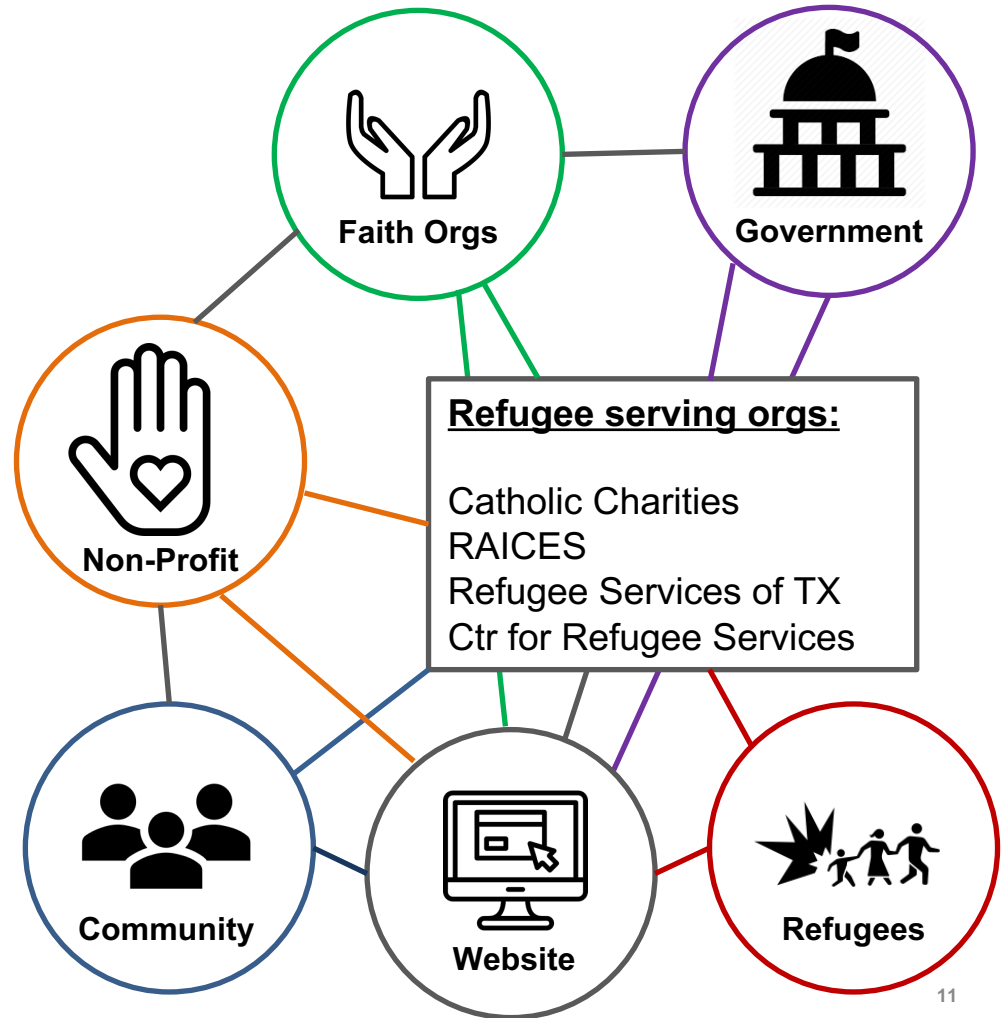 Faith Orgs
Government
Non-Profit
Refugee serving orgs:
Catholic Charities
RAICES
Refugee Services of TX
Ctr for Refugee Services
Community
Website
Refugees
11